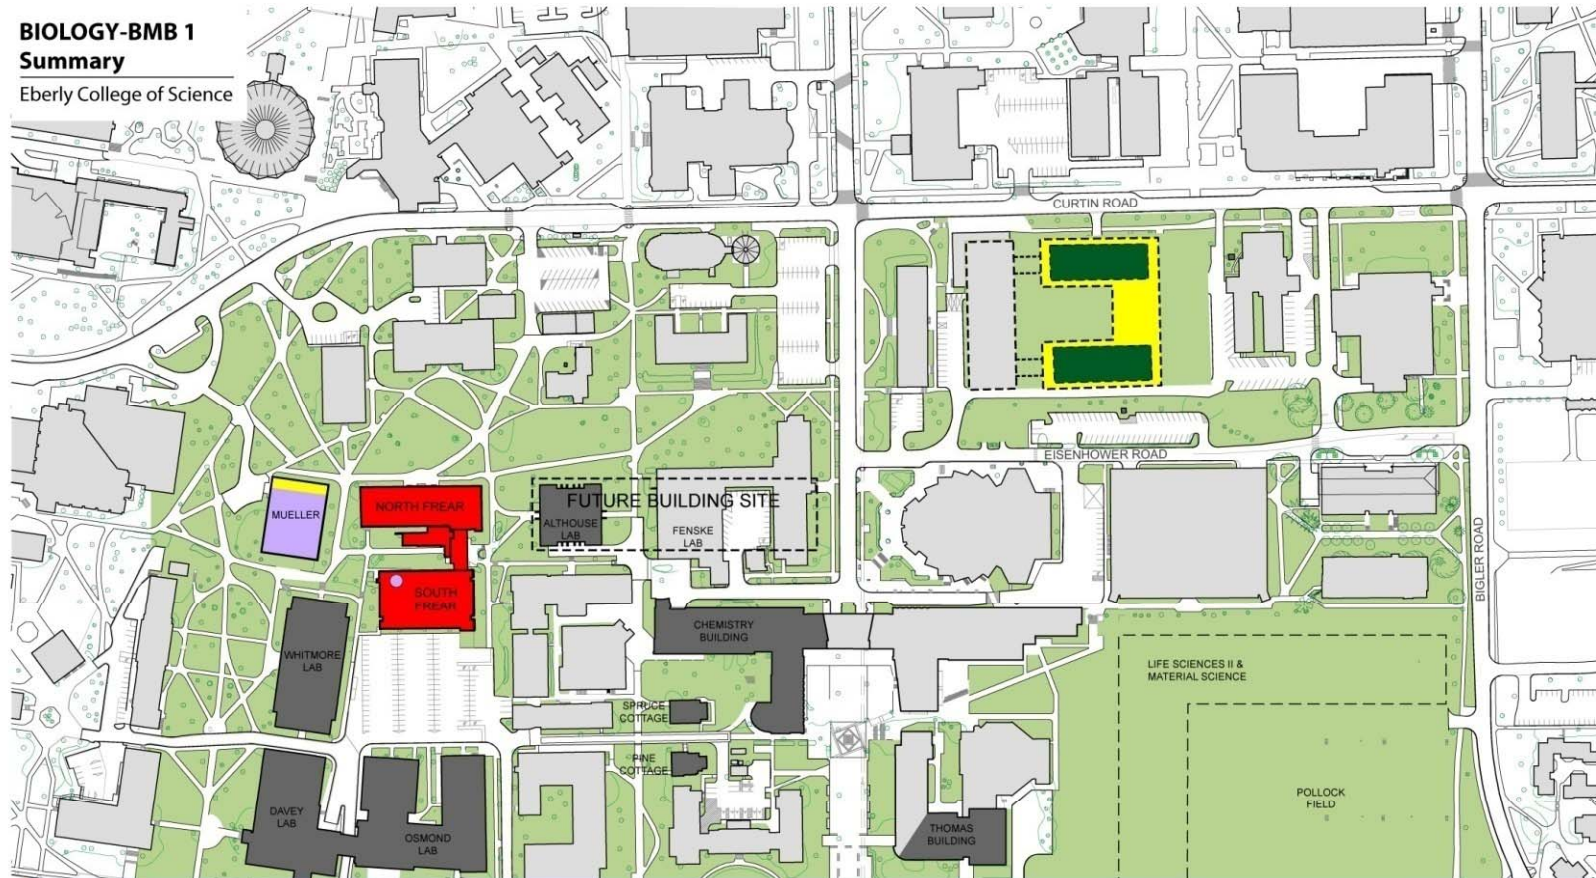 BIOLOGY-BMB 1
Summary
Eberly College of Science
CURTIN ROAD
EISENHOWER ROAD
MUELLER
NORTH FREAR
FUTURE BUILDING SITE
ALTHOUSE
LAB
FENSKE
LAB
BIGLER ROAD
SOUTH
FREAR
CHEMISTRY
BUILDING
WHITMORE
LAB
LIFE SCIENCES II &
MATERIAL SCIENCE
SPRUCE
COTTAGE
PINE
COTTAGE
POLLOCK
FIELD
DAVEY
LAB
OSMOND
LAB
THOMAS
BUILDING